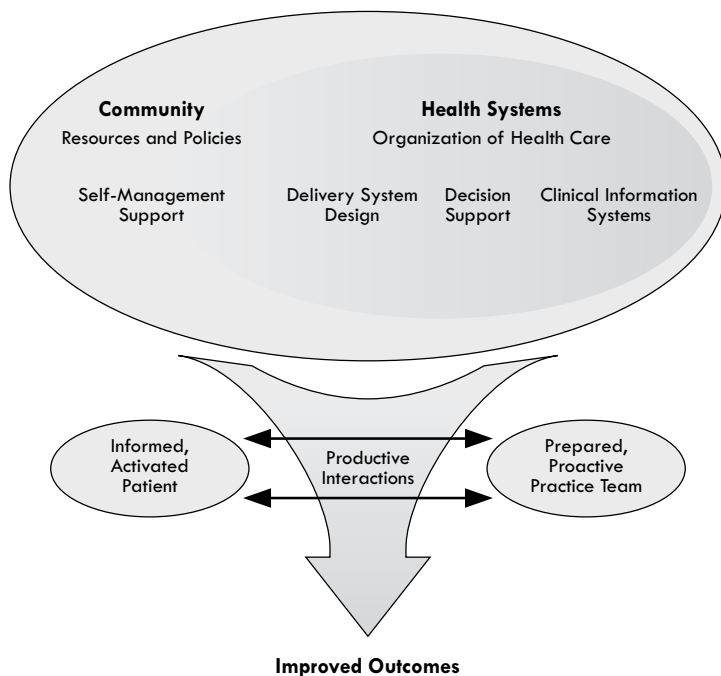 Community
Resources and Policies
Health Systems
Organization of Health Care
Self-Management
Support
Delivery System
Design
Decision
Support
Clinical Information
Systems
Informed,
Activated
Patient
Productive
Interactions
Prepared,
Proactive
Practice Team
Improved Outcomes